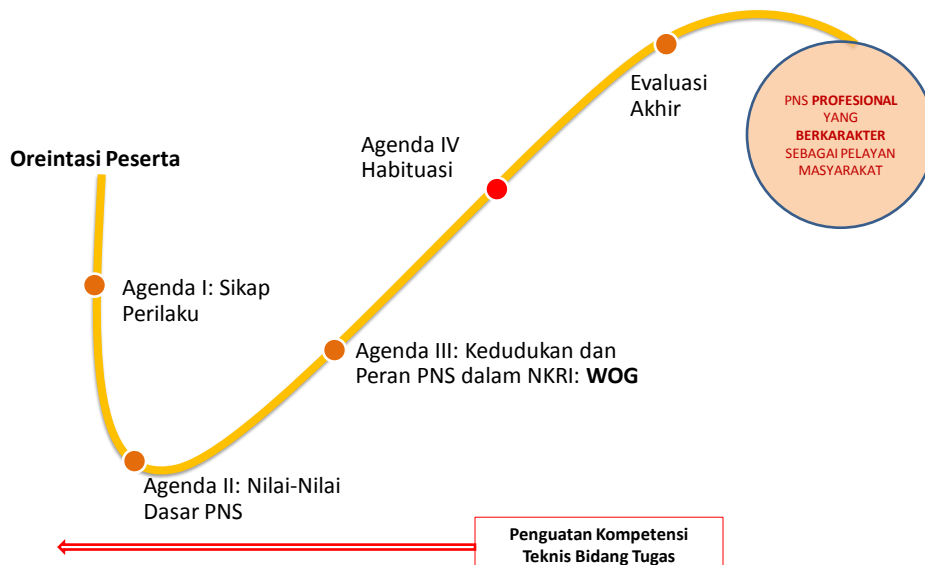 Oreintasi Peserta
Agenda I: Sikap
Perilaku
Agenda II: Nilai-Nilai
Dasar PNS
Agenda III: Kedudukan dan
Peran PNS dalam NKRI: WOG
Agenda IV
Habituasi
Evaluasi
Akhir
PNS PROFESIONAL
YANG
BERKARAKTER
SEBAGAI PELAYAN
MASYARAKAT
Penguatan Kompetensi
Teknis Bidang Tugas